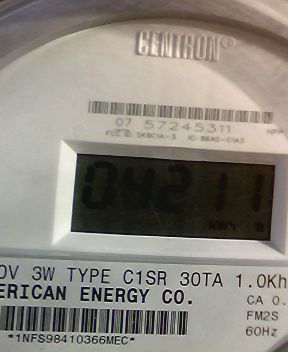 CENTRON®
07 57245311
04211
kWh
0V 3W TYPE C1SR 30TA 1.0Kh
ERICAN ENERGY CO.
CA 0.
FM2S
60Hz
*1NFS98410366MEC*